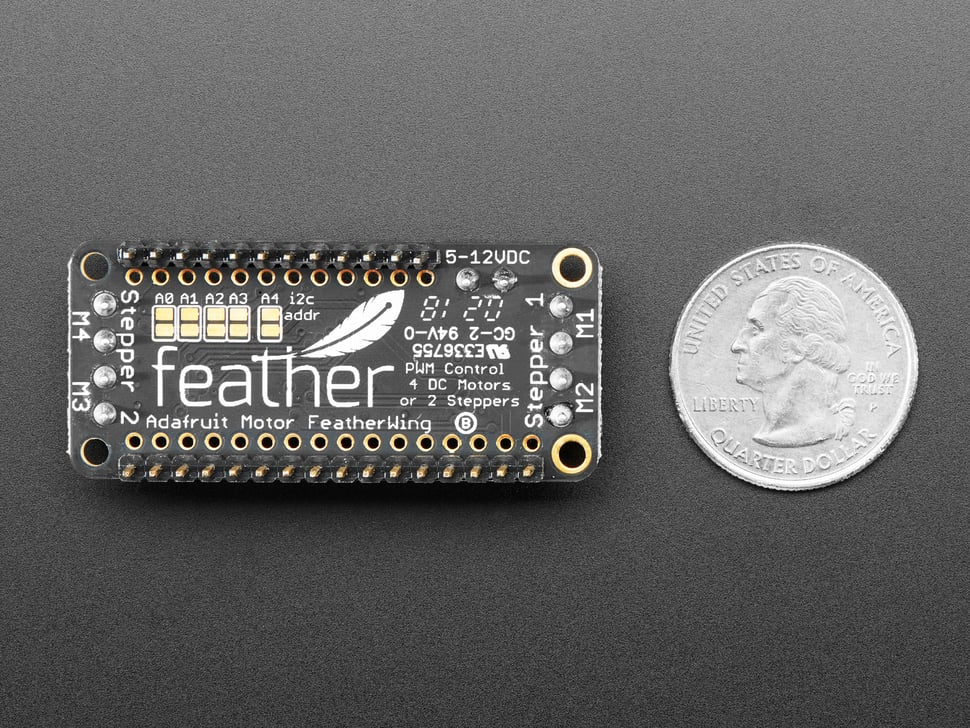 5-12VDC
A0 A1 A2 A3 A4 i2c
addr
feather
8120
GC-2 94V-0
E336755
PWM Control
4 DC Motors
or 2 Steppers
Adafruit Motor FeatherWing
B
Stepper 2
M4
M3
Stepper 1
M1
M2
UNITED STATES OF AMERICA
LIBERTY
IN
GOD WE
TRUST
P
QUARTER DOLLAR